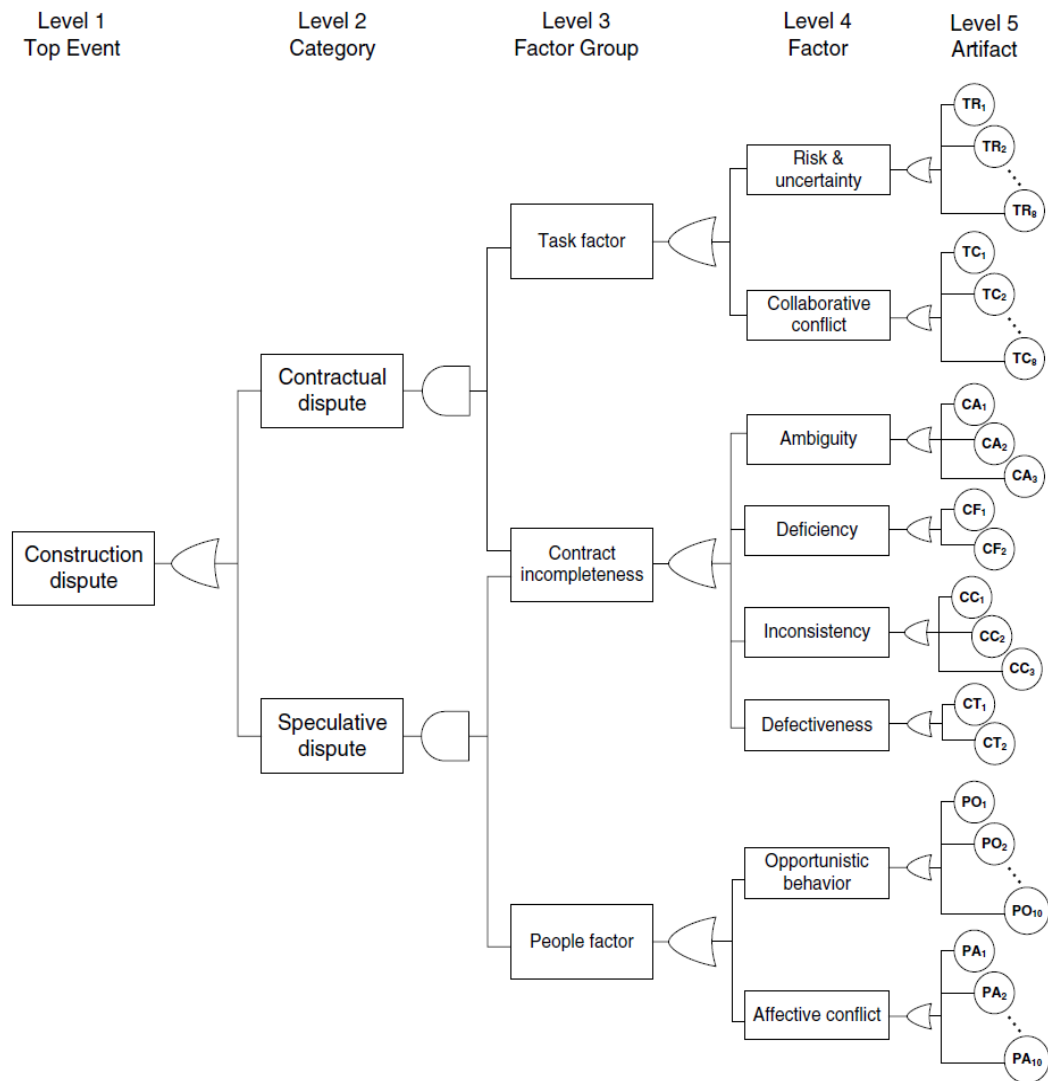 Level 1
Top Event
Level 2
Category
Level 3
Factor Group
Level 4
Factor
Level 5
Artifact
Construction
dispute
Contractual
dispute
Speculative
dispute
Task factor
Contract
incompleteness
People factor
Risk &
uncertainty
Collaborative
conflict
Ambiguity
Deficiency
Inconsistency
Defectiveness
Opportunistic
behavior
Affective conflict
TR₁
TR₂
TR₈
TC₁
TC₂
TC₈
CA₁
CA₂
CA₃
CF₁
CF₂
CC₁
CC₂
CC₃
CT₁
CT₂
PO₁
PO₂
PO₁₀
PA₁
PA₂
PA₁₀